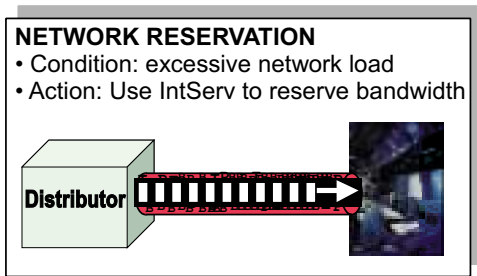 NETWORK RESERVATION
• Condition: excessive network load
• Action: Use IntServ to reserve bandwidth
Distributor